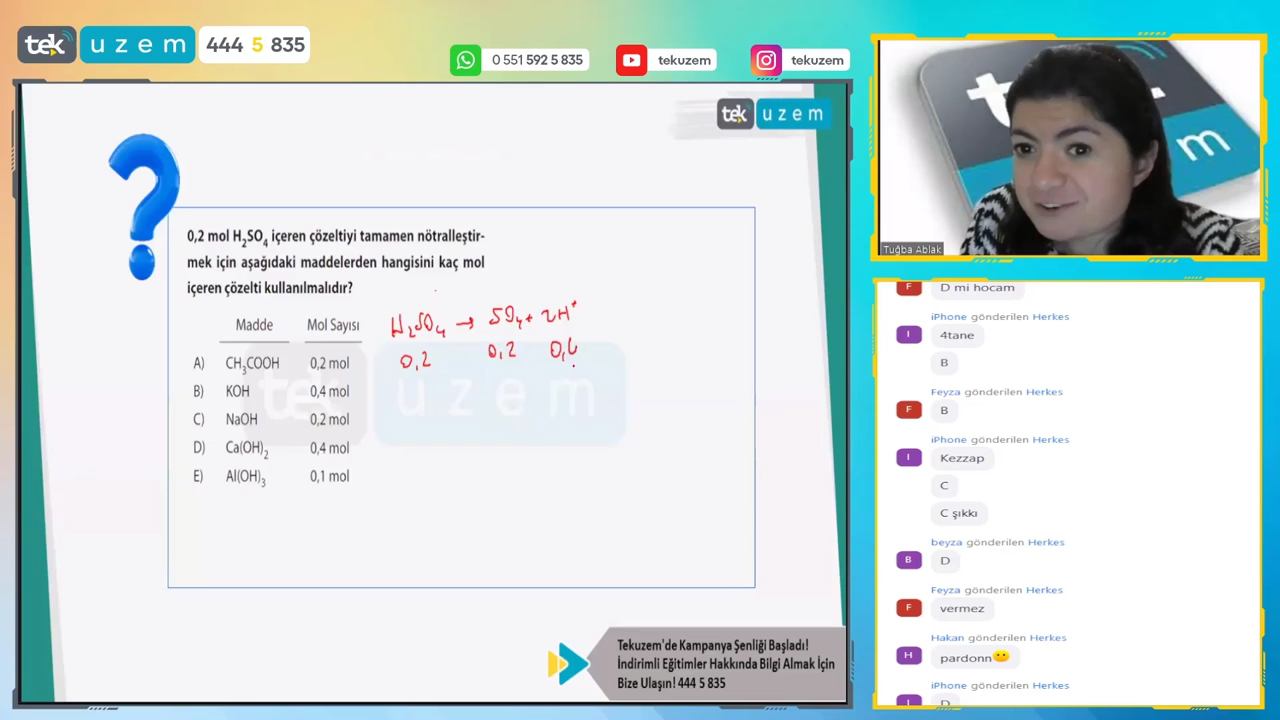 tek uzem 444 5 835
0 551 592 5 835
tekuzem
tekuzem
tek uzem
0,2 mol H₂SO₄ içeren çözeltiyi tamamen nötralleştir-
mek için aşağıdaki maddelerden hangisini kaç mol
içeren çözelti kullanılmalıdır?
Madde Mol Sayısı
A) CH₃COOH 0,2 mol
B) KOH 0,4 mol
C) NaOH 0,2 mol
D) Ca(OH)₂ 0,4 mol
E) Al(OH)₃ 0,1 mol
H₂SO₄ → SO₄ + 2H⁺
0,2 0,2
tek uzem
Tekuzem'de Kampanya Şenliği Başladı!
İndirimli Eğitimler Hakkında Bilgi Almak İçin
Bize Ulaşın! 444 5 835
Tuğba Ablak
F D mi hocam
iPhone gönderilen Herkes
I 4tane
B
Feyza gönderilen Herkes
F B
iPhone gönderilen Herkes
I Kezzap
C
C şıkkı
beyza gönderilen Herkes
B D
Feyza gönderilen Herkes
F vermez
Hakan gönderilen Herkes
H pardonn
iPhone gönderilen Herkes
I D